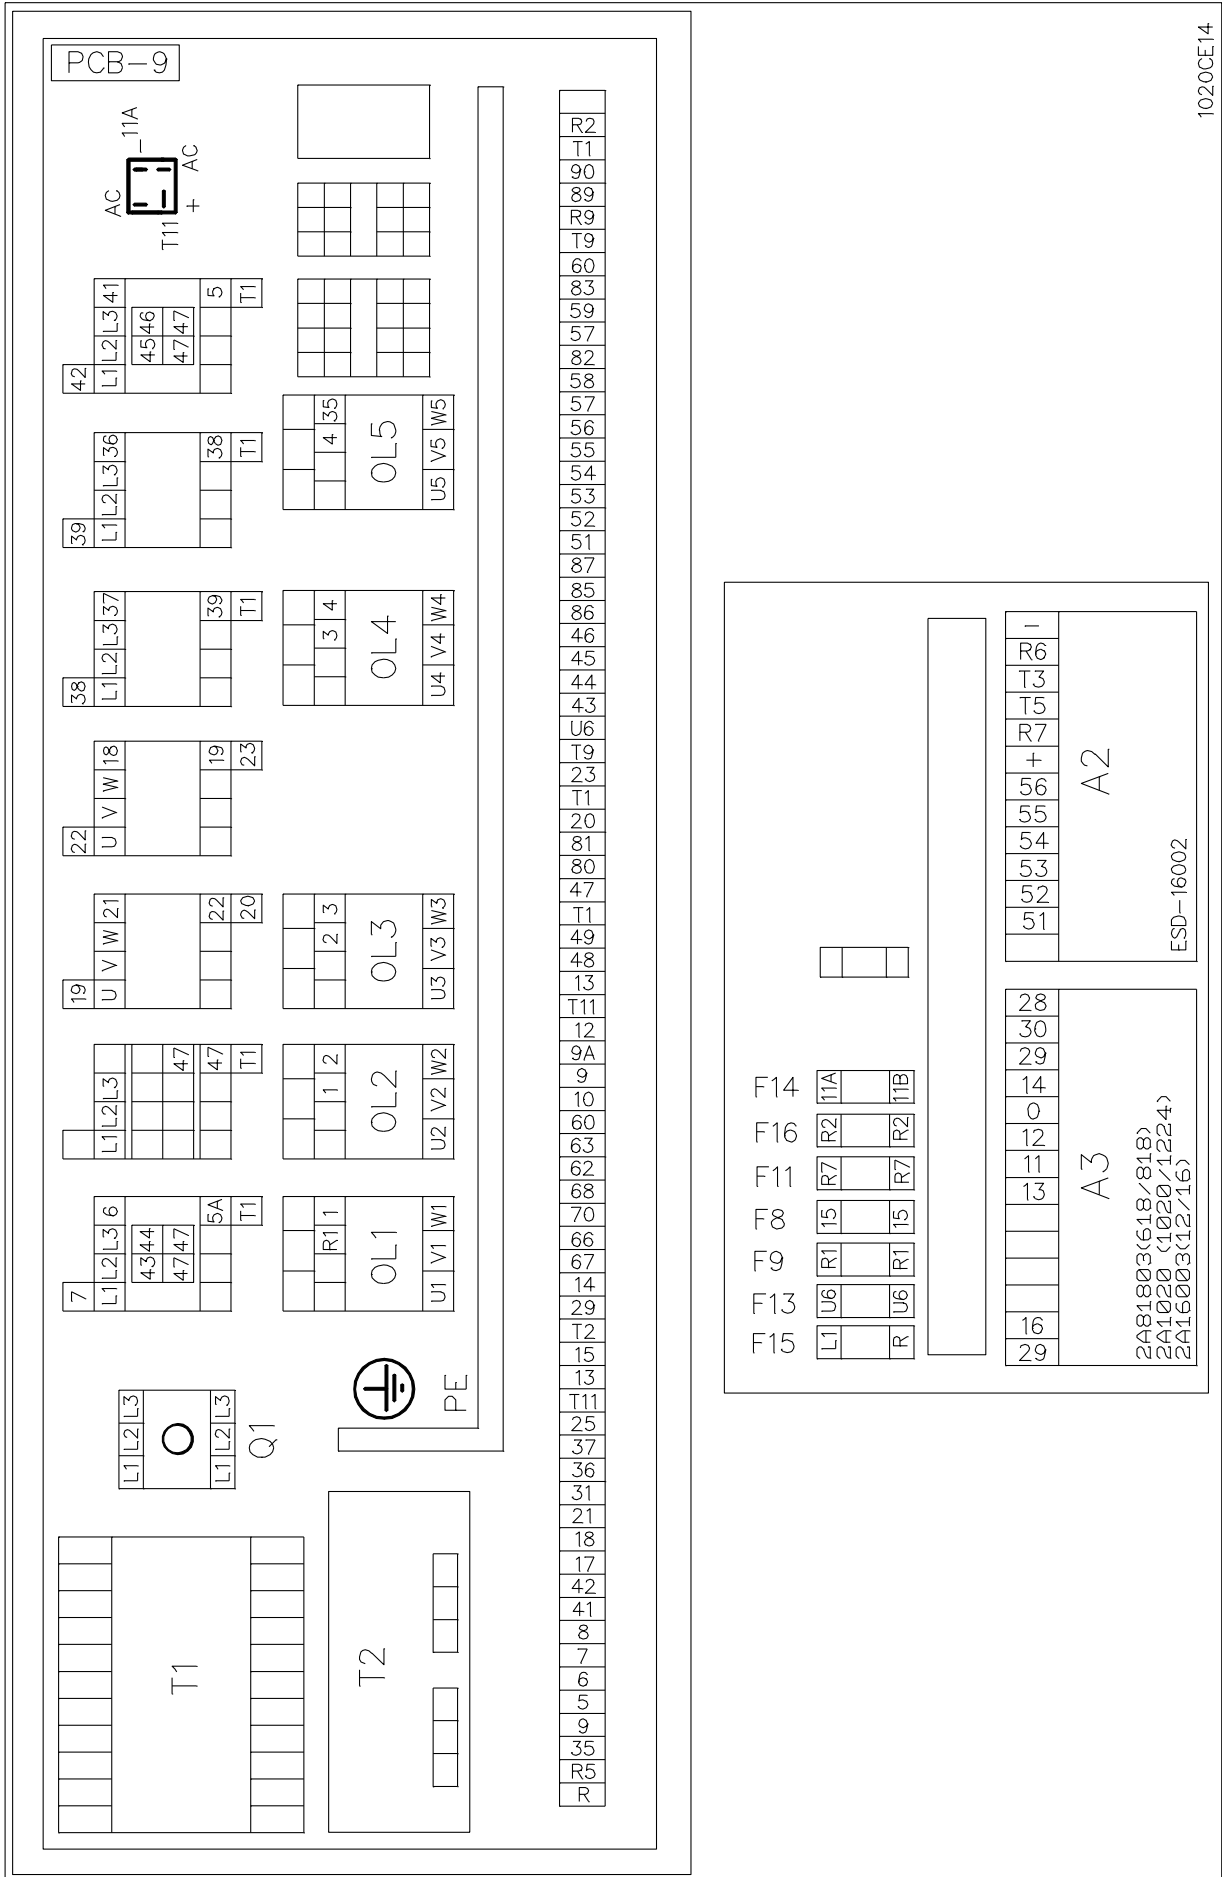 PCB-9
1020CE14
AC
-11A
T11
+
AC
42
L1 L2 L3 41
45 46
47 47
5
T1
39
L1 L2 L3 36
38
T1
38
L1 L2 L3 37
39
T1
22
U V W 18
19
23
19
U V W 21
22
20
L1 L2 L3
47
47
T1
7
L1 L2 L3 6
43 44
47 47
5A
T1
4 35
OL5
U5 V5 W5
3 4
OL4
U4 V4 W4
2 3
OL3
U3 V3 W3
1 2
OL2
U2 V2 W2
R1 1
OL1
U1 V1 W1
L1 L2 L3
L1 L2 L3
Q1
PE
T1
T2
R2
T1
90
89
R9
T9
60
83
59
57
82
58
57
56
55
54
53
52
51
87
85
86
46
45
44
43
U6
T9
23
T1
20
81
80
47
T1
49
48
13
T11
12
9A
9
10
60
63
62
68
70
66
67
14
29
T2
15
13
T11
25
37
36
31
21
18
17
42
41
8
7
6
5
9
35
R5
R
F14 11A 11B
F16 R2 R2
F11 R7 R7
F8 15 15
F9 R1 R1
F13 U6 U6
F15 L1 R
-
R6
T3
T5
R7
+
56
55
54
53
52
51
A2
ESD-16002
28
30
29
14
0
12
11
13
16
29
A3
2A81803(618/818)
2A1020 (1020/1224)
2A16003(12/16)